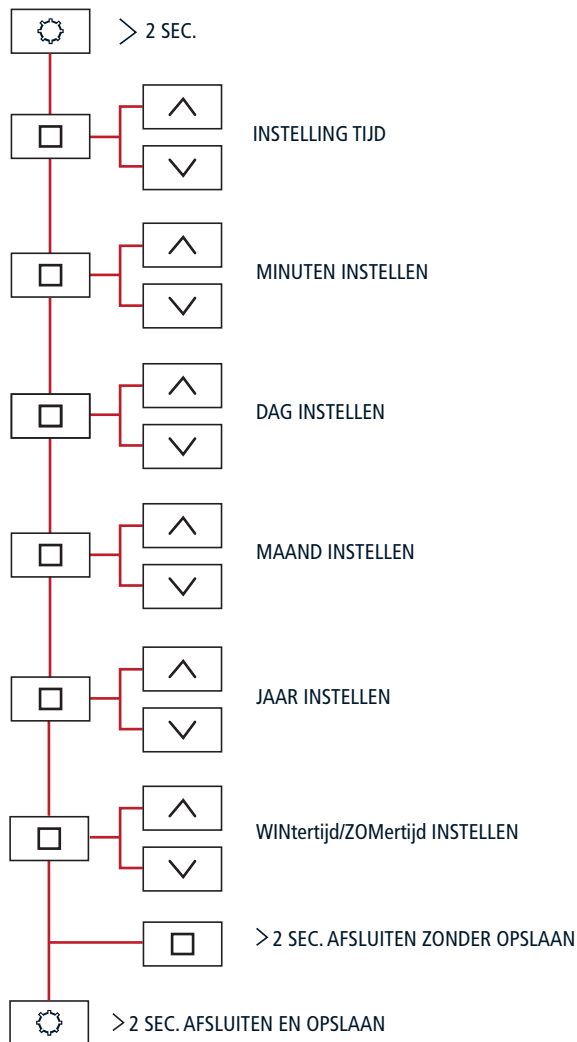 > 2 SEC.
INSTELLING TIJD
MINUTEN INSTELLEN
DAG INSTELLEN
MAAND INSTELLEN
JAAR INSTELLEN
WINtertijd/ZOMertijd INSTELLEN
> 2 SEC. AFSLUITEN ZONDER OPSLAAN
> 2 SEC. AFSLUITEN EN OPSLAAN